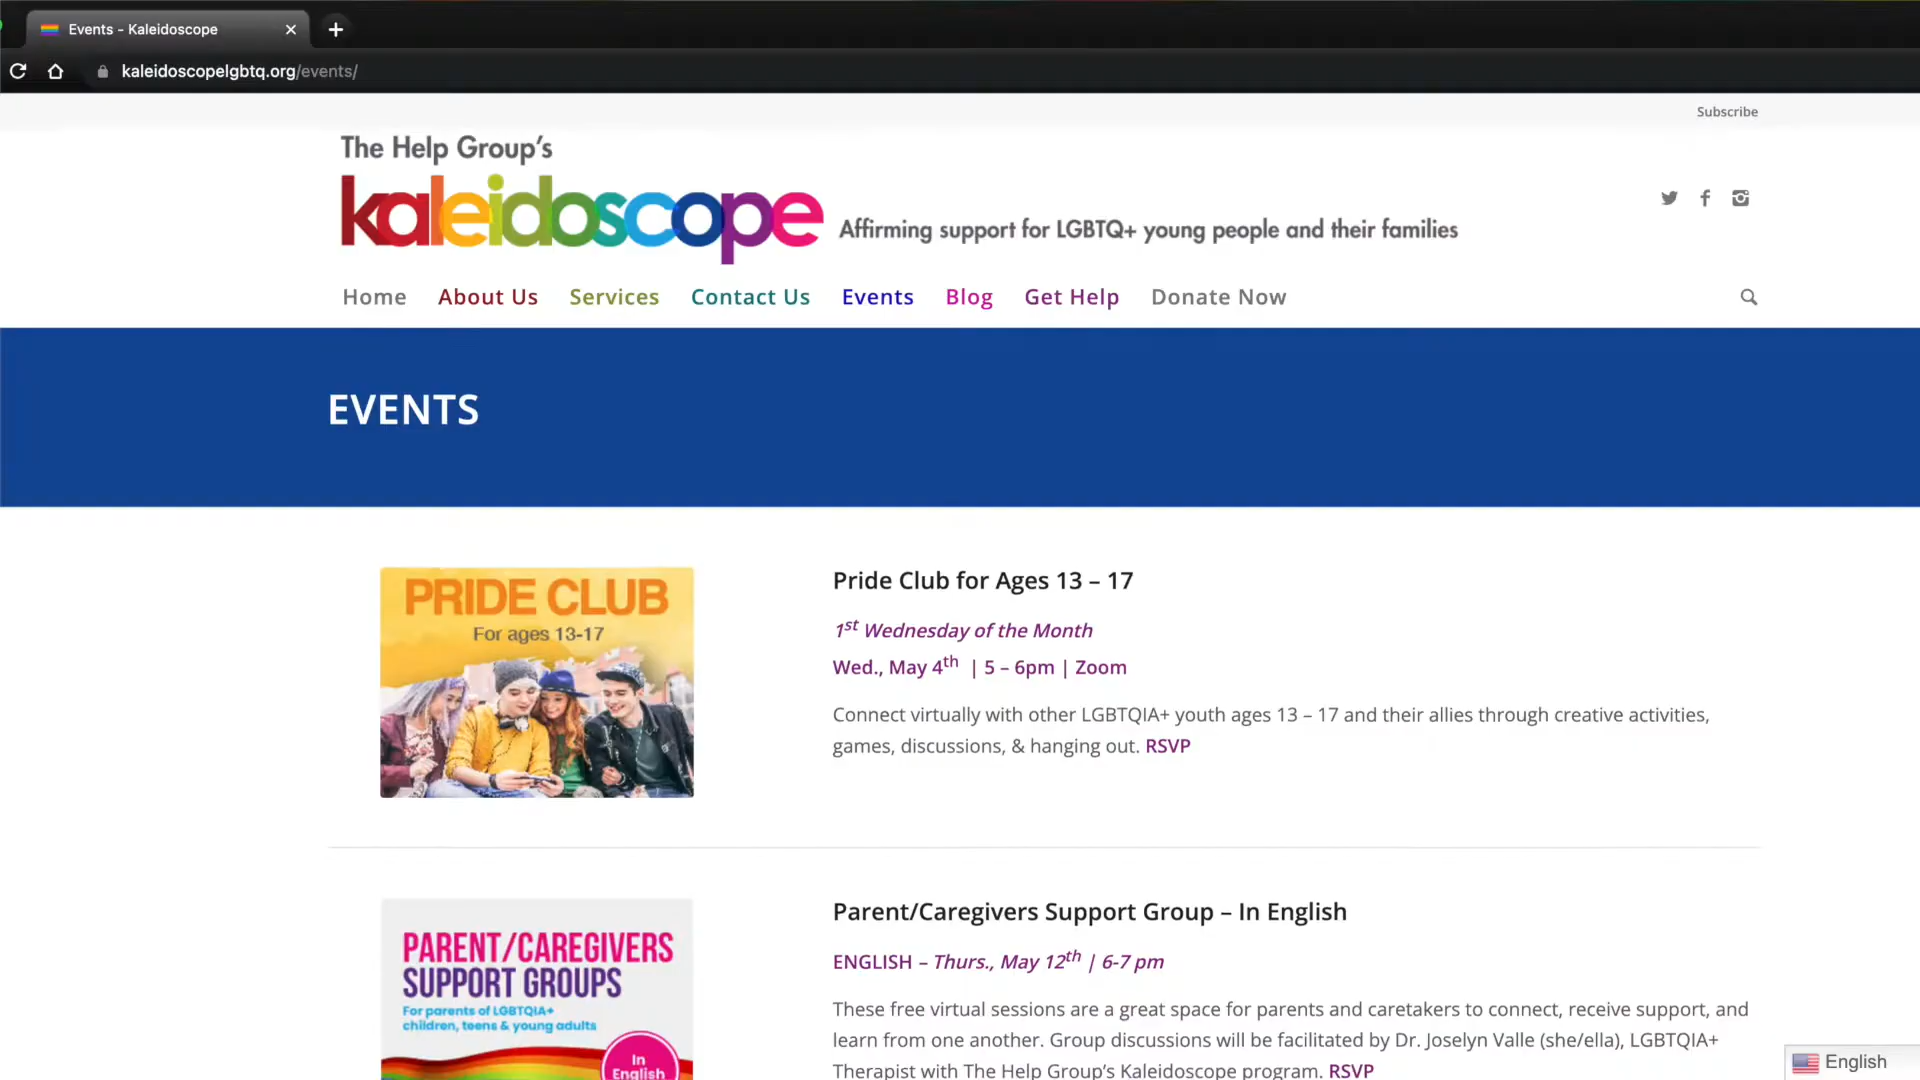 Events - Kaleidoscope
kaleidoscopelgbtq.org/events/
Subscribe
The Help Group's
kaleidoscope
Affirming support for LGBTQ+ young people and their families
Home About Us Services Contact Us Events Blog Get Help Donate Now
EVENTS
PRIDE CLUB
For ages 13-17
Pride Club for Ages 13 – 17
1st Wednesday of the Month
Wed., May 4th | 5 – 6pm | Zoom
Connect virtually with other LGBTQIA+ youth ages 13 – 17 and their allies through creative activities,
games, discussions, & hanging out. RSVP
PARENT/CAREGIVERS
SUPPORT GROUPS
For parents of LGBTQIA+
children, teens & young adults
In
English
Parent/Caregivers Support Group – In English
ENGLISH – Thurs., May 12th | 6-7 pm
These free virtual sessions are a great space for parents and caretakers to connect, receive support, and
learn from one another. Group discussions will be facilitated by Dr. Joselyn Valle (she/ella), LGBTQIA+
Therapist with The Help Group's Kaleidoscope program. RSVP
English